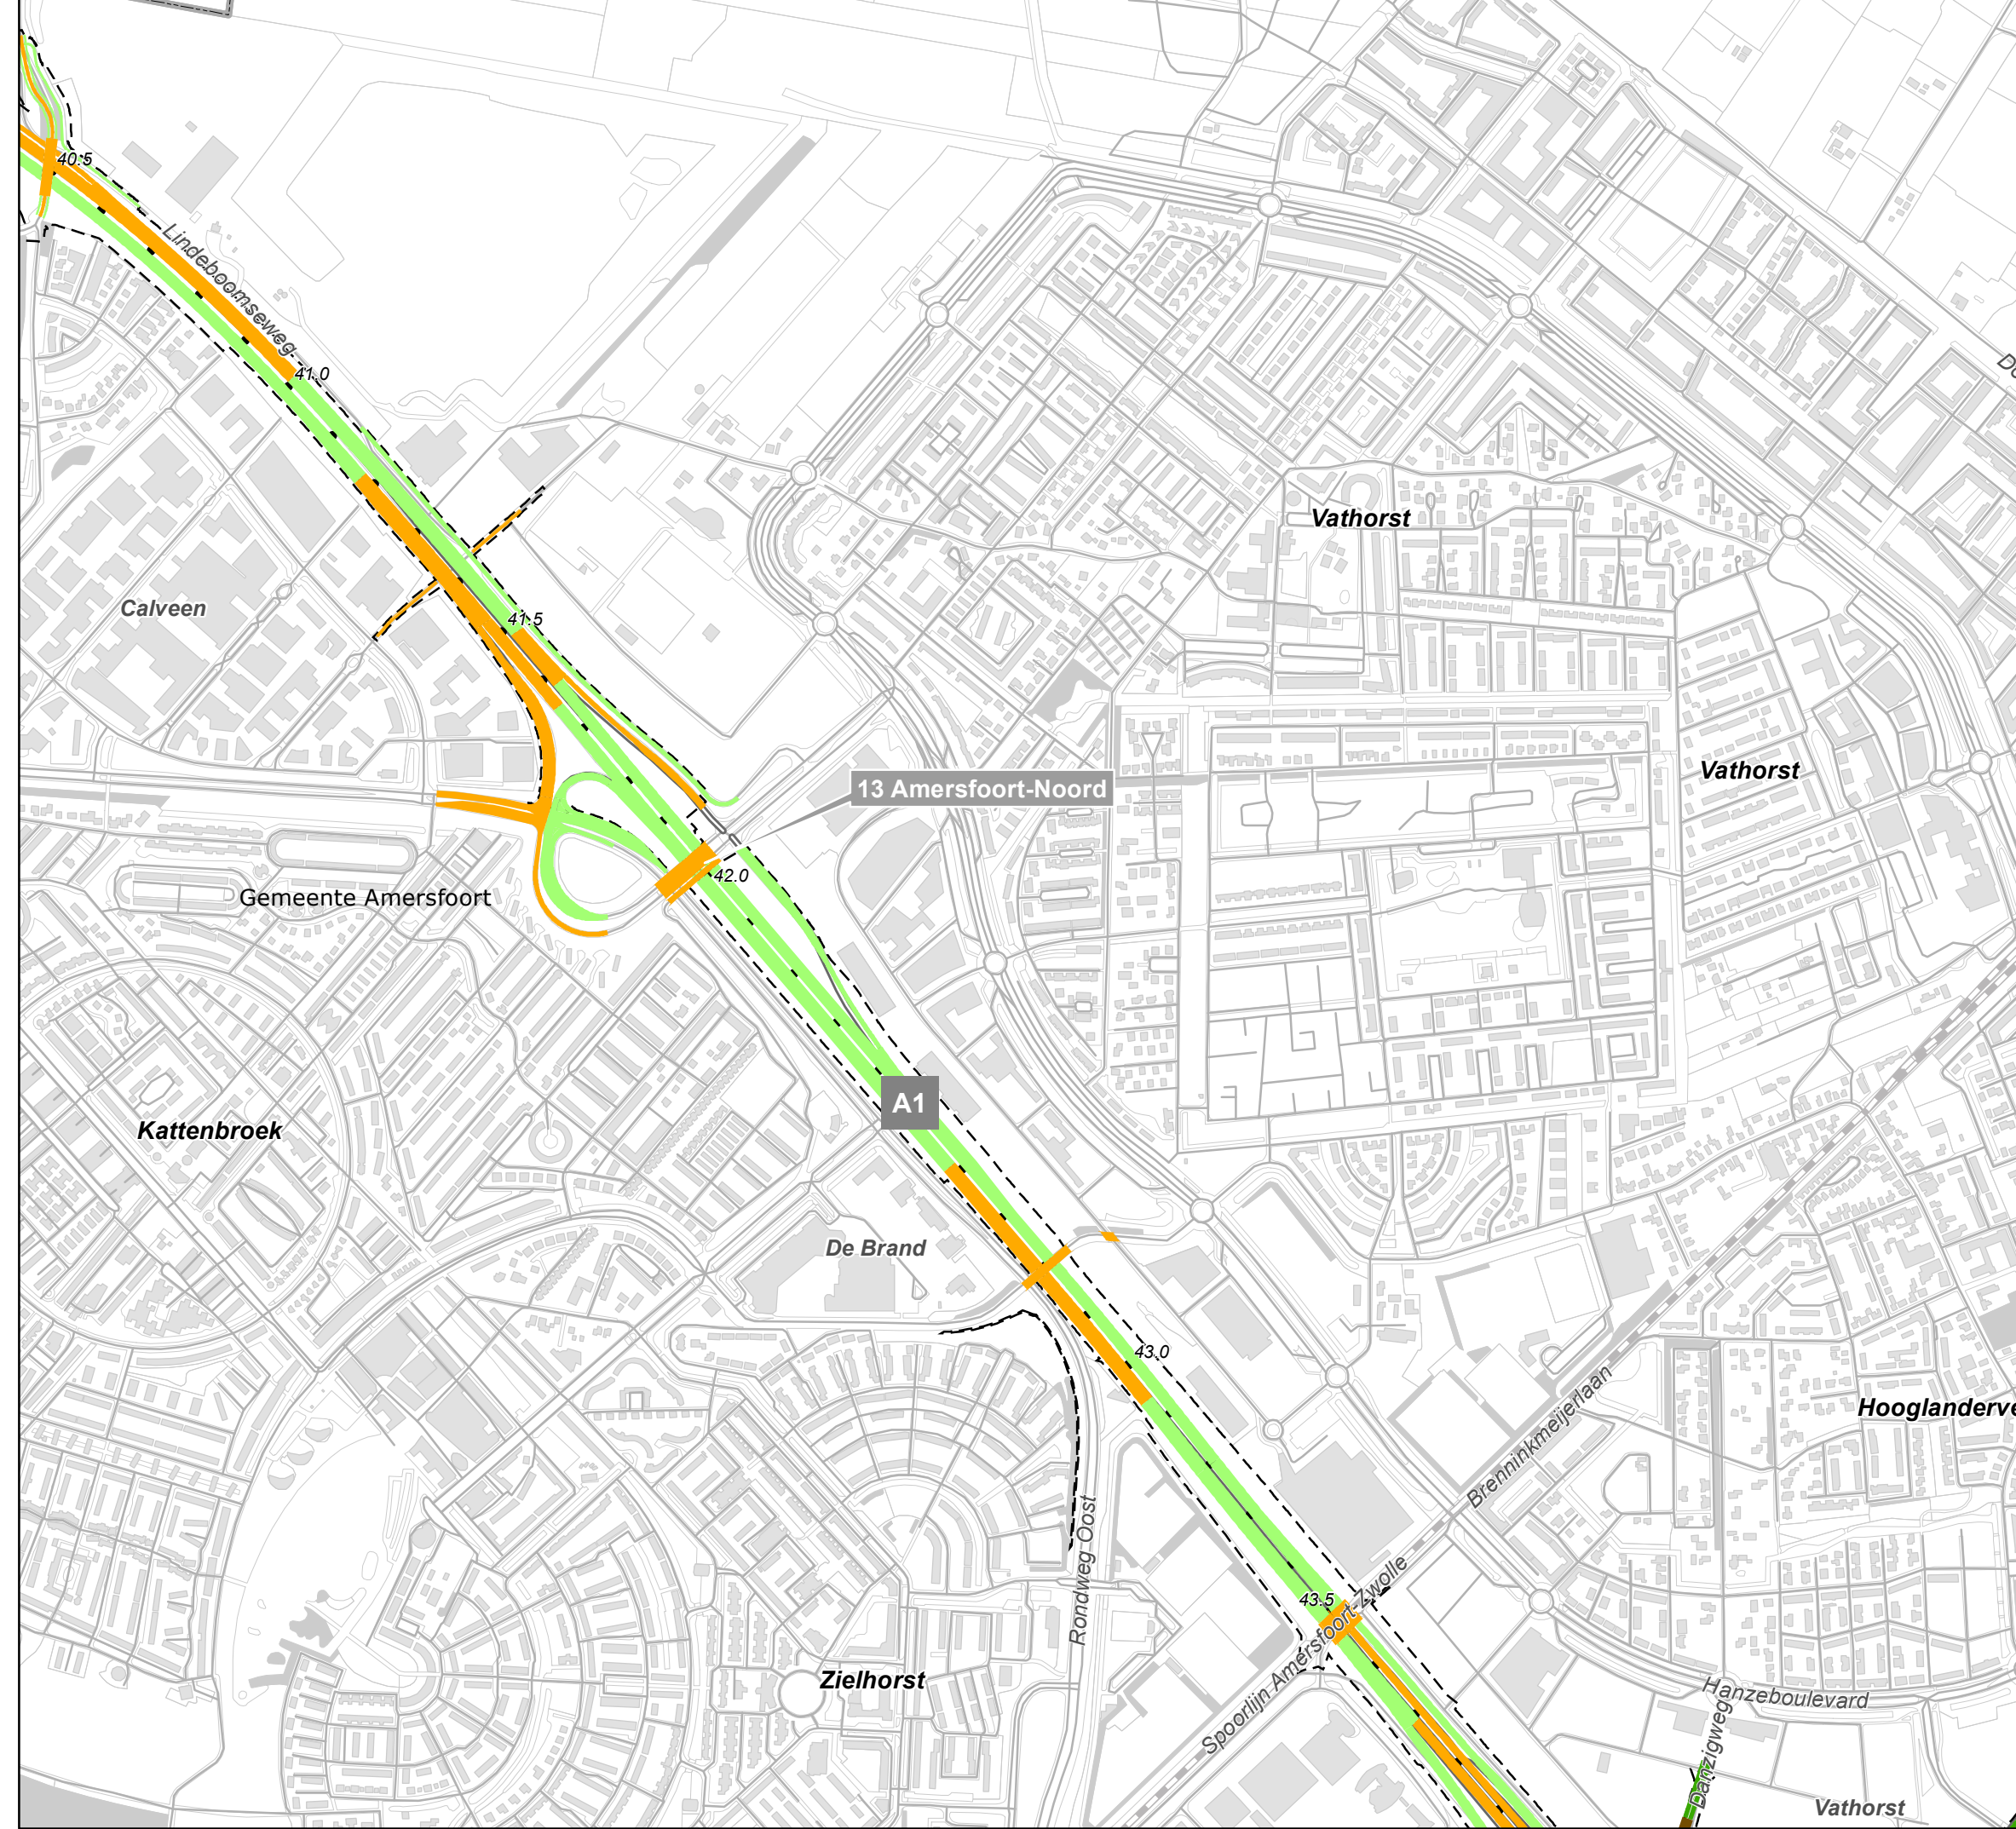 40.5
Lindeboomseweg
41.0
Vathorst
Calveen
41.5
Vathorst
13 Amersfoort-Noord
42.0
Gemeente Amersfoort
A1
Kattenbroek
De Brand
43.0
Hooglanderve
Brenninkmeijerlaan
Rondweg Oost
43.5
Spoorlijn Amersfoort-Zwolle
Zielhorst
Hanzeboulevard
Danzigweg
Vathorst